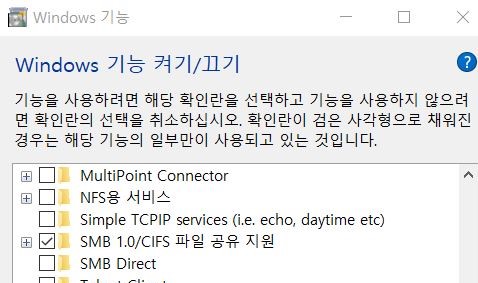 Windows 기능
Windows 기능 켜기/끄기
기능을 사용하려면 해당 확인란을 선택하고 기능을 사용하지 않으려
면 확인란의 선택을 취소하십시오. 확인란이 검은 사각형으로 채워진
경우는 해당 기능의 일부만이 사용되고 있는 것입니다.
MultiPoint Connector
NFS용 서비스
Simple TCPIP services (i.e. echo, daytime etc)
SMB 1.0/CIFS 파일 공유 지원
SMB Direct